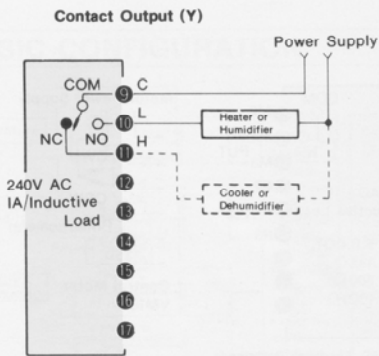 Contact Output (Y)
Power Supply
COM
C
9
L
10
Heater or
Humidifier
NC
NO
H
11
240V AC
IA/Inductive
Load
12
Cooler or
Dehumidifier
13
14
15
16
17